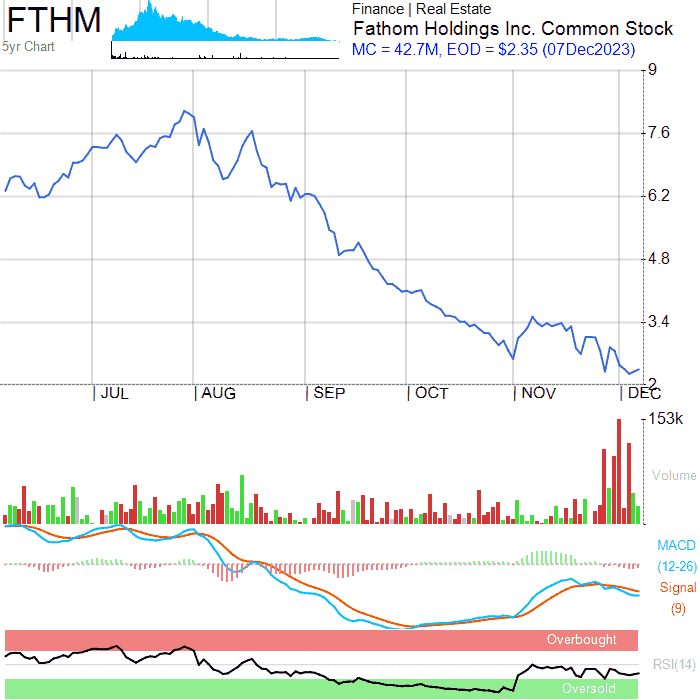 FTHM
5yr Chart
Finance | Real Estate
Fathom Holdings Inc. Common Stock
MC = 42.7M, EOD = $2.35 (07Dec2023)
9
7.6
6.2
4.8
3.4
2
JUL
AUG
SEP
OCT
NOV
DEC
153k
Volume
MACD
(12-26)
Signal
(9)
Overbought
RSI(14)
Oversold